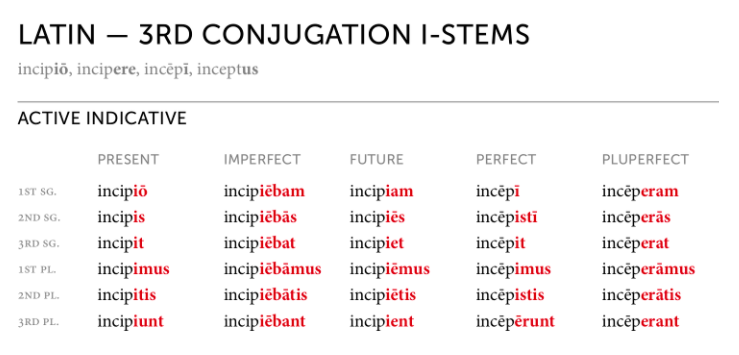 LATIN — 3RD CONJUGATION I-STEMS
incipiō, incipere, incēpī, inceptus
ACTIVE INDICATIVE
PRESENT IMPERFECT FUTURE PERFECT PLUPERFECT
1ST SG. incipiō incipiēbam incipiam incēpī incēperam
2ND SG. incipis incipiēbās incipiēs incēpistī incēperās
3RD SG. incipit incipiēbat incipiet incēpit incēperat
1ST PL. incipimus incipiēbāmus incipiēmus incēpimus incēperāmus
2ND PL. incipitis incipiēbātis incipiētis incēpistis incēperātis
3RD PL. incipiunt incipiēbant incipient incēpērunt incēperant